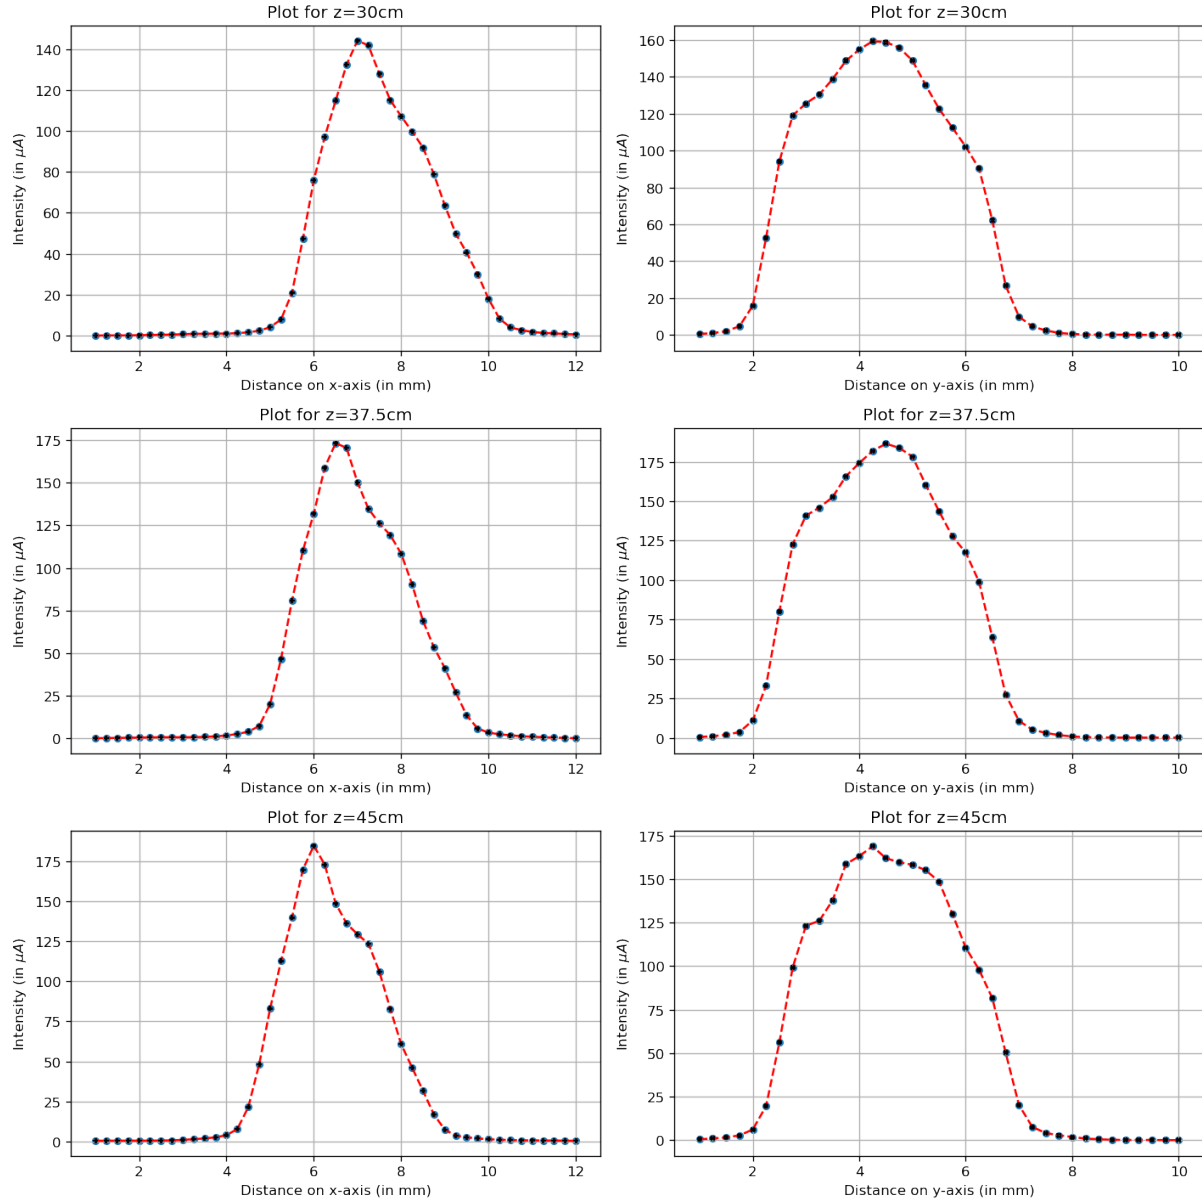 Plot for z=30cm
Intensity (in μA)
140
120
100
80
60
40
20
0
2 4 6 8 10 12
Distance on x-axis (in mm)
Plot for z=30cm
Intensity (in μA)
160
140
120
100
80
60
40
20
0
2 4 6 8 10
Distance on y-axis (in mm)
Plot for z=37.5cm
Intensity (in μA)
175
150
125
100
75
50
25
0
2 4 6 8 10 12
Distance on x-axis (in mm)
Plot for z=37.5cm
Intensity (in μA)
175
150
125
100
75
50
25
0
2 4 6 8 10
Distance on y-axis (in mm)
Plot for z=45cm
Intensity (in μA)
175
150
125
100
75
50
25
0
2 4 6 8 10 12
Distance on x-axis (in mm)
Plot for z=45cm
Intensity (in μA)
175
150
125
100
75
50
25
0
2 4 6 8 10
Distance on y-axis (in mm)